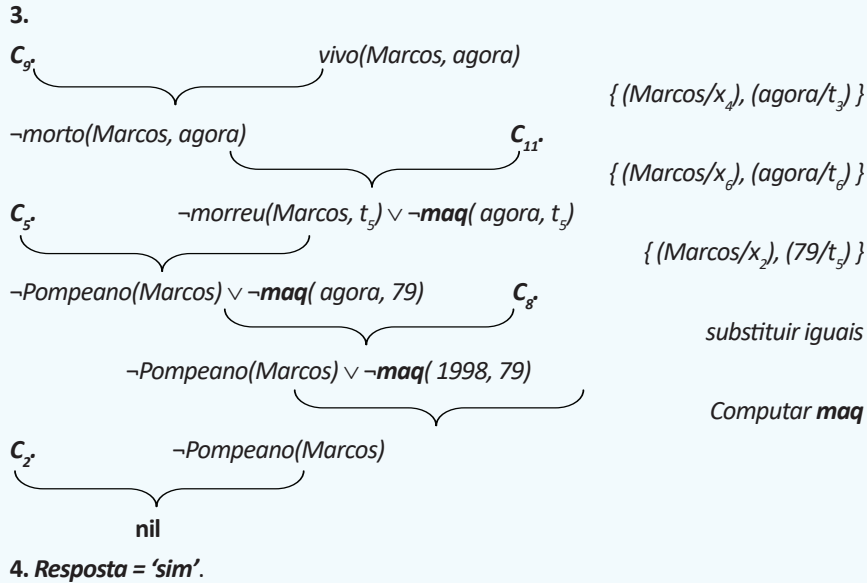 3.
C₉. vivo(Marcos, agora)
{ (Marcos/x₄), (agora/t₃) }
¬morto(Marcos, agora) C₁₁.
{ (Marcos/x₆), (agora/t₆) }
C₅. ¬morreu(Marcos, t₅) ∨ ¬maq( agora, t₅)
{ (Marcos/x₂), (79/t₅) }
¬Pompeano(Marcos) ∨ ¬maq( agora, 79) C₈.
substituir iguais
¬Pompeano(Marcos) ∨ ¬maq( 1998, 79)
Computar maq
C₂. ¬Pompeano(Marcos)
nil
4. Resposta = ‘sim’.